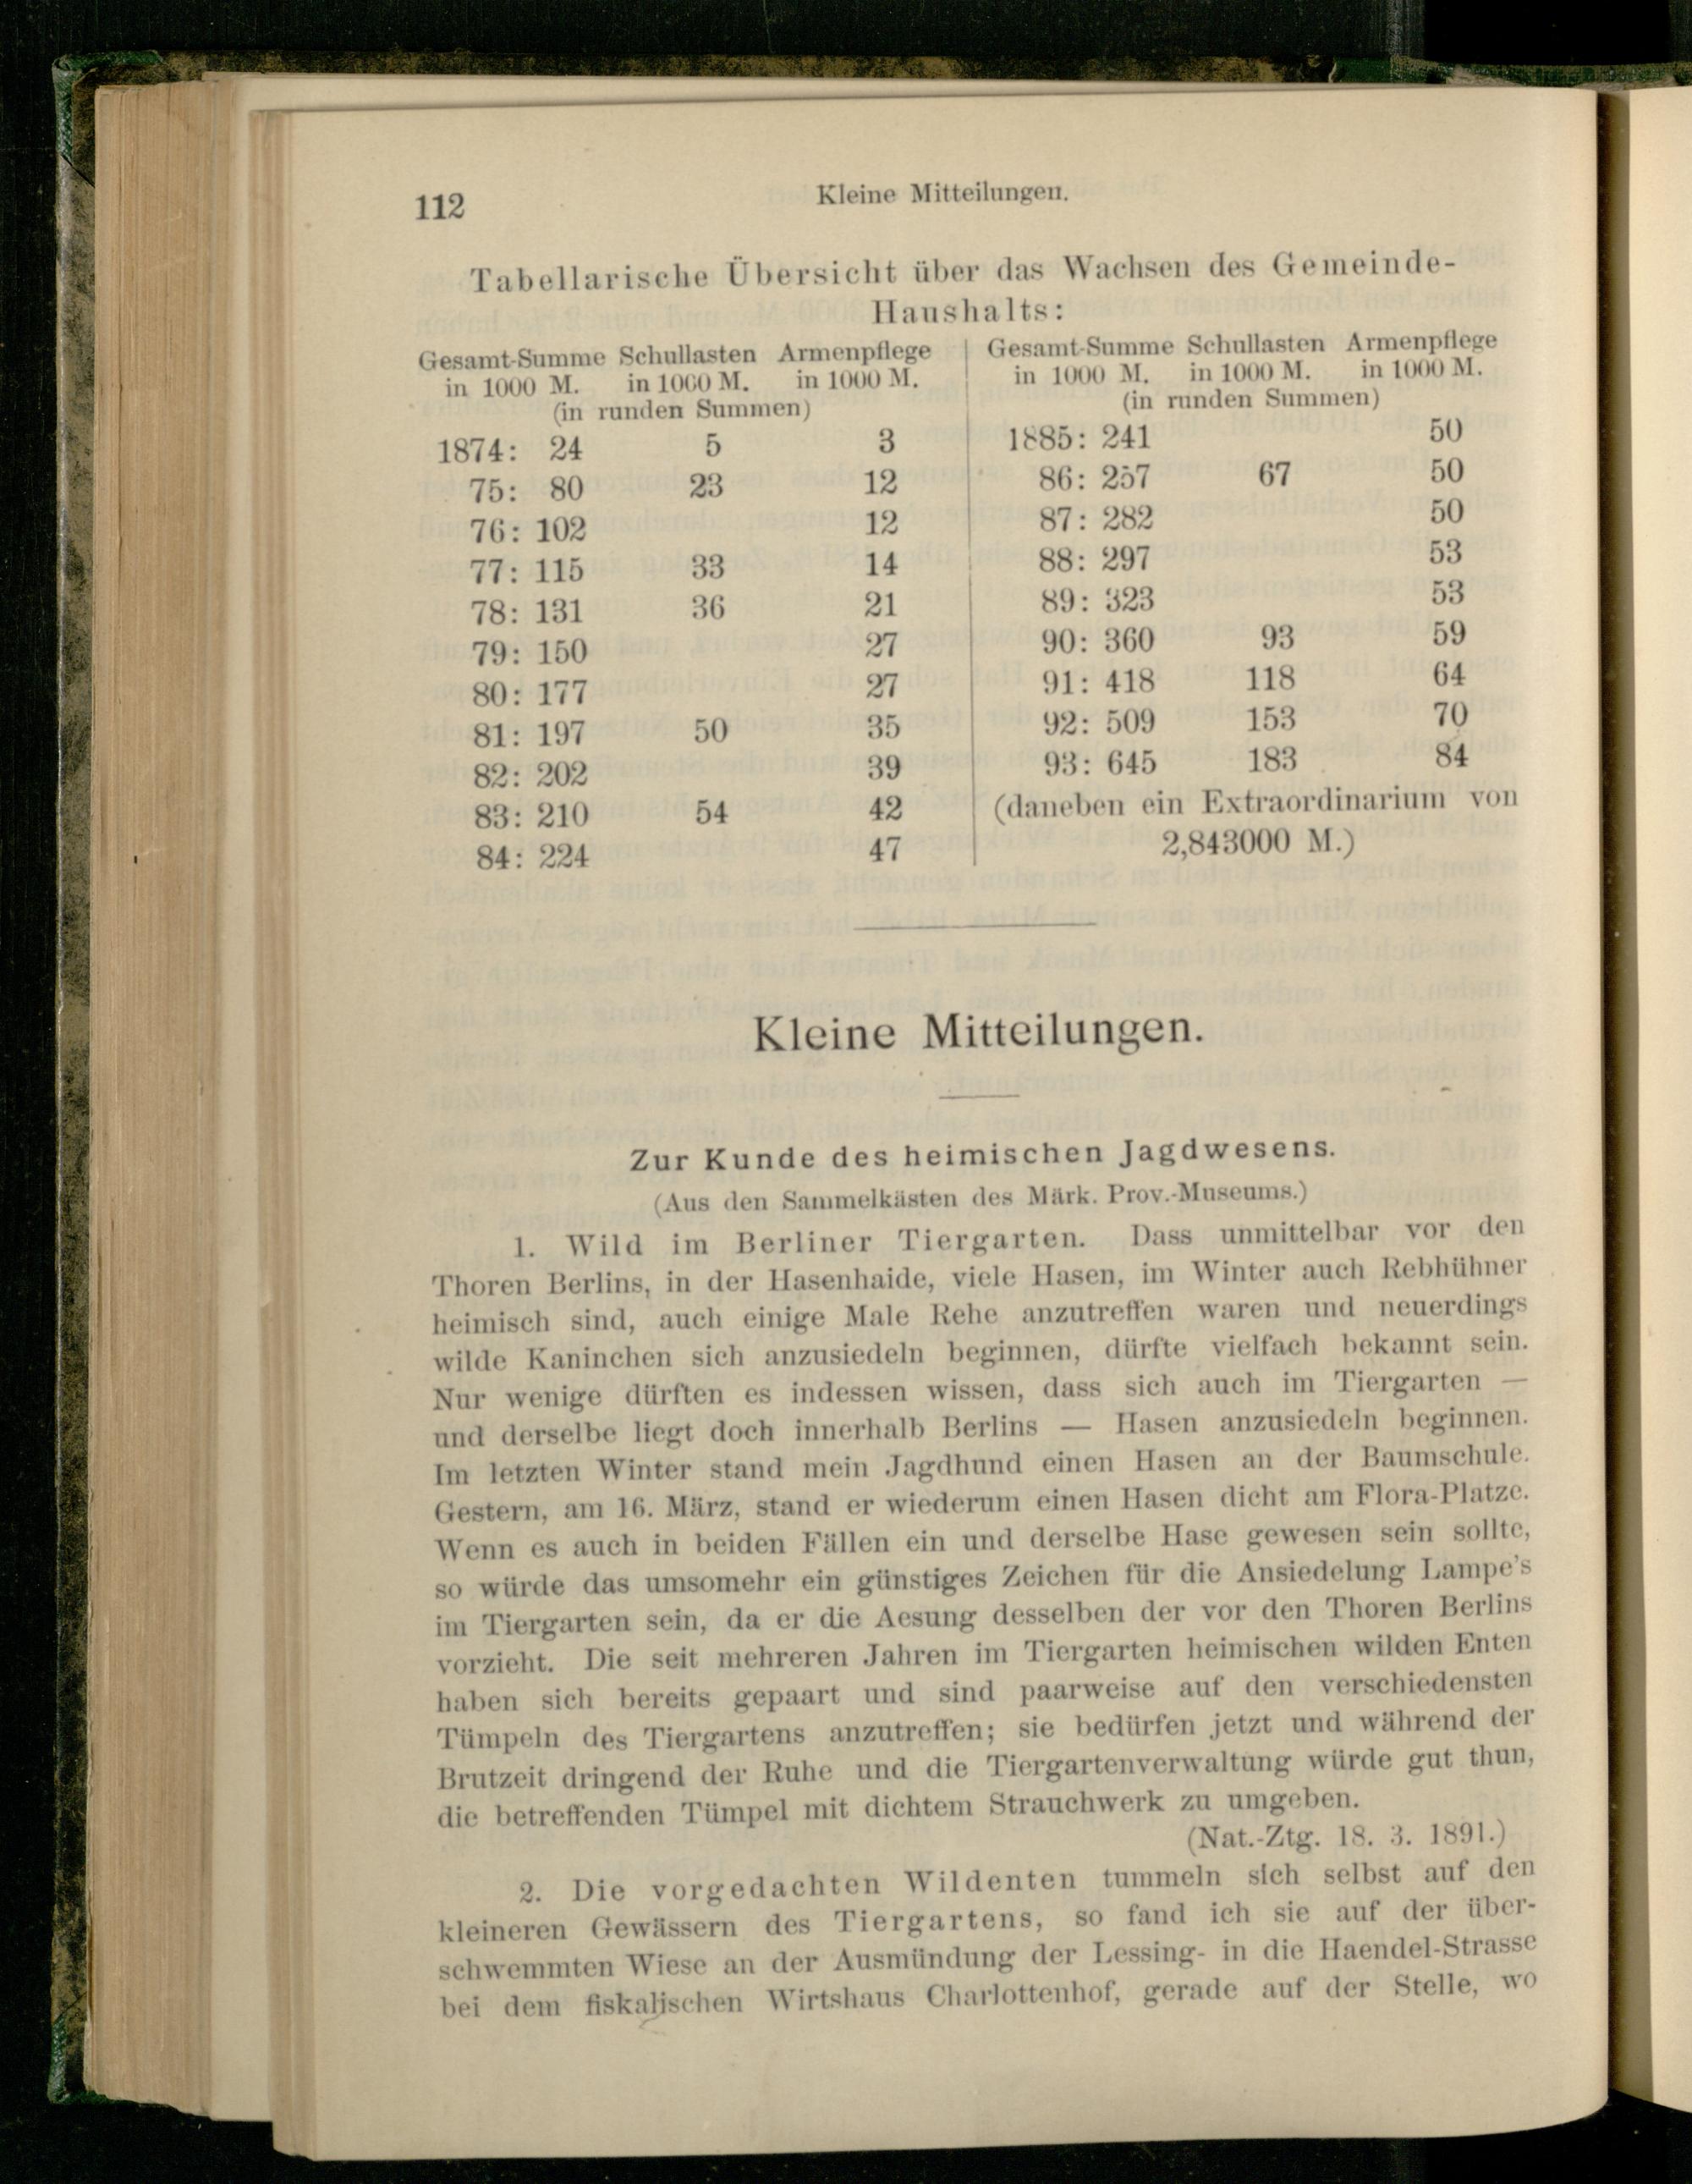 112
Kleine Mitteilungen.
Tabellarische Übersicht über das Wachsen des Gemeinde-
Haushalts:
Gesamt-Summe Schullasten Armenpflege
in 1000 M. in 1000 M. in 1000 M.
(in runden Summen)
1874: 24 5 3
75: 80 23 12
76: 102 12
77: 115 33 14
78: 131 36 21
79: 150 27
80: 177 27
81: 197 50 35
82: 202 39
83: 210 54 42
84: 224 47
Gesamt-Summe Schullasten Armenpflege
in 1000 M. in 1000 M. in 1000 M.
(in runden Summen)
1885: 241 50
86: 257 67 50
87: 282 50
88: 297 53
89: 323 53
90: 360 93 59
91: 418 118 64
92: 509 153 70
93: 645 183 84
(daneben ein Extraordinarium von
2,843000 M.)
Kleine Mitteilungen.
Zur Kunde des heimischen Jagdwesens.
(Aus den Sammelkästen des Märk. Prov.-Museums.)
1. Wild im Berliner Tiergarten. Dass unmittelbar vor den
Thoren Berlins, in der Hasenhaide, viele Hasen, im Winter auch Rebhühner
heimisch sind, auch einige Male Rehe anzutreffen waren und neuerdings
wilde Kaninchen sich anzusiedeln beginnen, dürfte vielfach bekannt sein.
Nur wenige dürften es indessen wissen, dass sich auch im Tiergarten —
und derselbe liegt doch innerhalb Berlins — Hasen anzusiedeln beginnen.
Im letzten Winter stand mein Jagdhund einen Hasen an der Baumschule.
Gestern, am 16. März, stand er wiederum einen Hasen dicht am Flora-Platze.
Wenn es auch in beiden Fällen ein und derselbe Hase gewesen sein sollte,
so würde das umsomehr ein günstiges Zeichen für die Ansiedelung Lampe's
im Tiergarten sein, da er die Aesung desselben der vor den Thoren Berlins
vorzieht. Die seit mehreren Jahren im Tiergarten heimischen wilden Enten
haben sich bereits gepaart und sind paarweise auf den verschiedensten
Tümpeln des Tiergartens anzutreffen; sie bedürfen jetzt und während der
Brutzeit dringend der Ruhe und die Tiergartenverwaltung würde gut thun,
die betreffenden Tümpel mit dichtem Strauchwerk zu umgeben.
(Nat.-Ztg. 18. 3. 1891.)
2. Die vorgedachten Wildenten tummeln sich selbst auf den
kleineren Gewässern des Tiergartens, so fand ich sie auf der über-
schwemmten Wiese an der Ausmündung der Lessing- in die Haendel-Strasse
bei dem fiskalischen Wirtshaus Charlottenhof, gerade auf der Stelle, wo